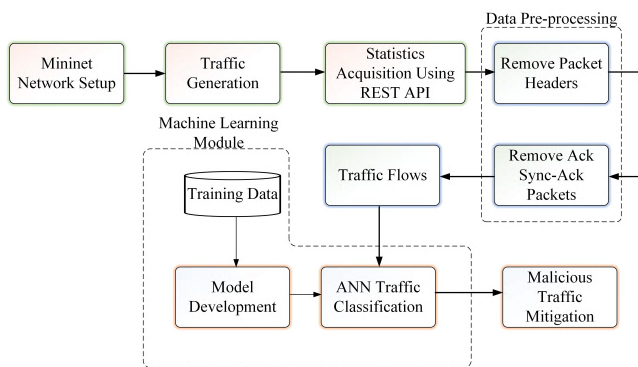 Data Pre-processing
Mininet
Network Setup
Traffic
Generation
Statistics
Acquisition Using
REST API
Remove Packet
Headers
Machine Learning
Module
Training Data
Traffic Flows
Remove Ack
Sync-Ack
Packets
Model
Development
ANN Traffic
Classification
Malicious
Traffic
Mitigation